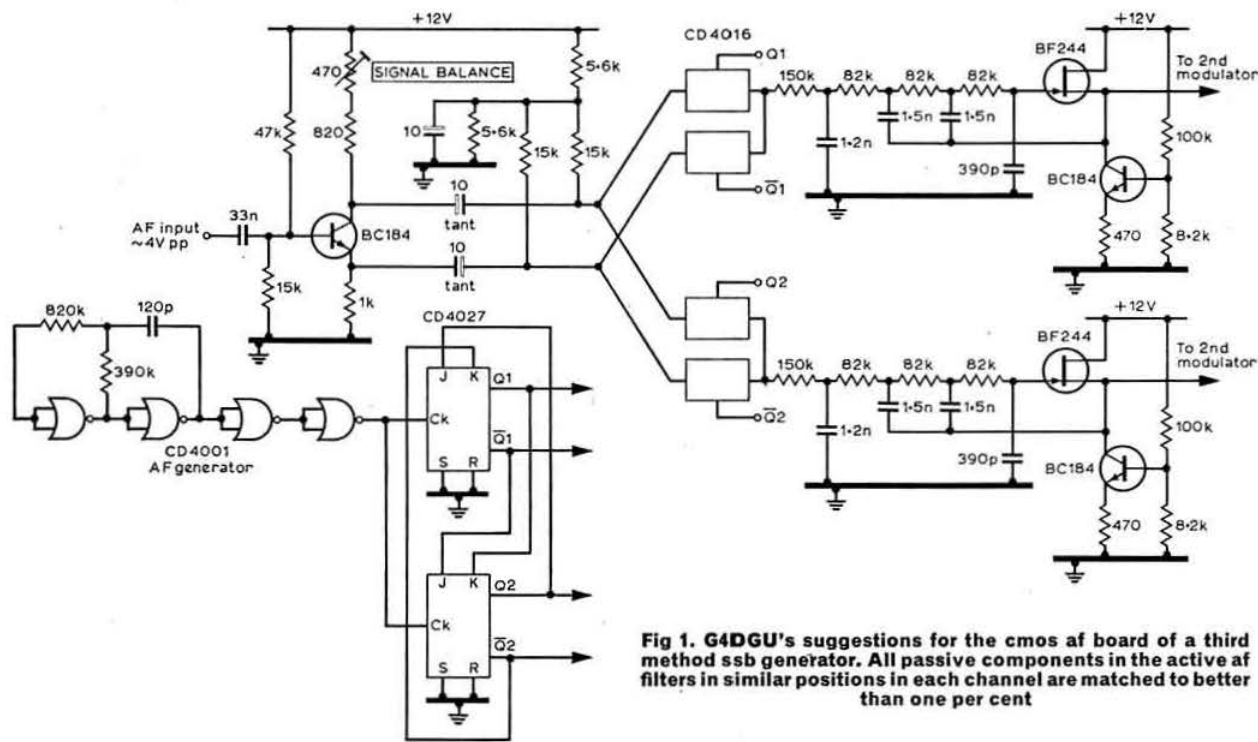 +12V
470
SIGNAL BALANCE
5·6k
47k
820
10
5·6k
15k
15k
10
tant
33n
AF input
~4V pp
BC184
10
tant
15k
1k
820k
120p
390k
CD4001
AF generator
CD4027
J K Q1
Ck
Q̅1
S R
J K Q2
Ck
Q̅2
S R
CD4016
Q1
Q̅1
150k 82k 82k 82k
1·2n
1·5n 1·5n
390p
BF244
+12V
To 2nd
modulator
100k
BC184
470
8·2k
Q2
Q̅2
150k 82k 82k 82k
1·2n
1·5n 1·5n
390p
BF244
+12V
To 2nd
modulator
100k
BC184
470
8·2k
Fig 1. G4DGU's suggestions for the cmos af board of a third
method ssb generator. All passive components in the active af
filters in similar positions in each channel are matched to better
than one per cent